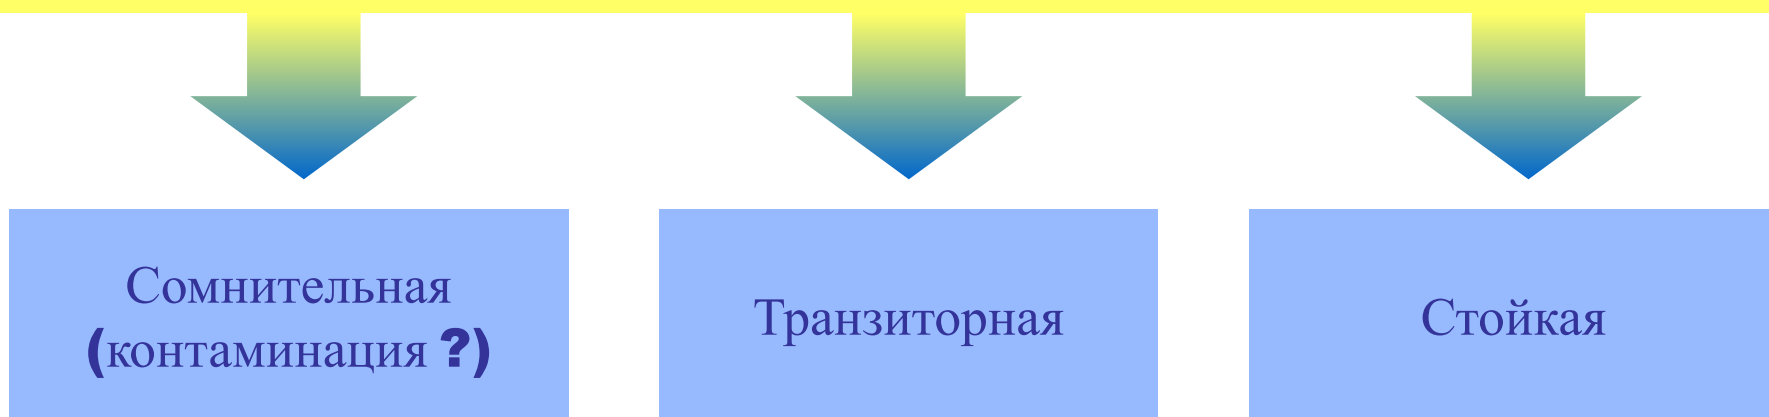 Сомнительная
(контаминация ?)
Транзиторная
Стойкая